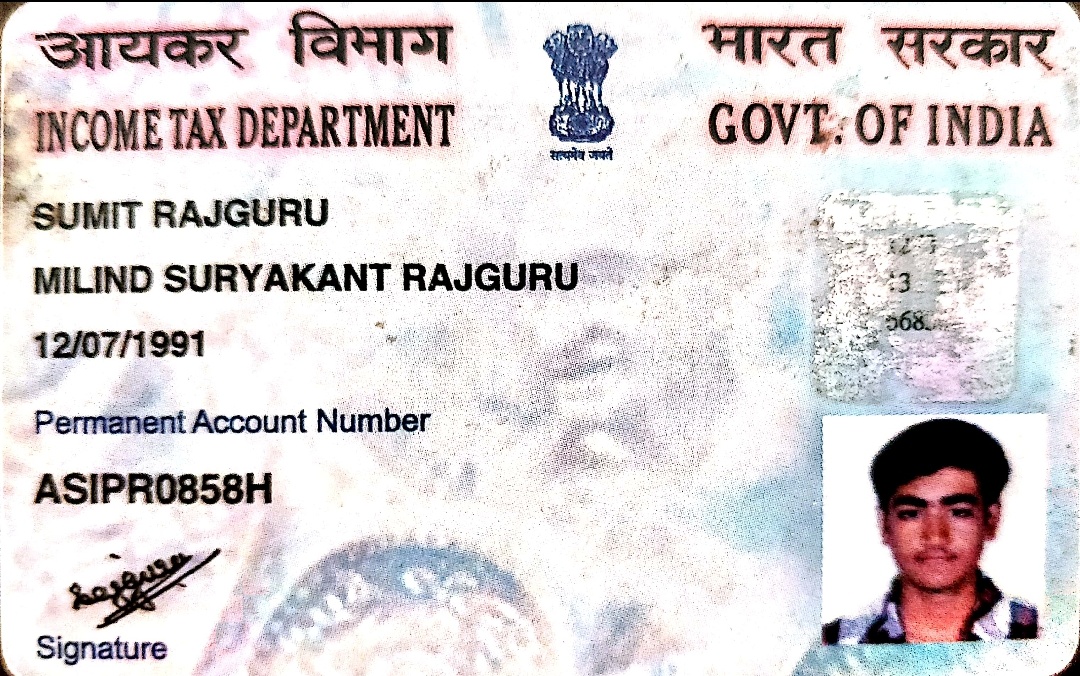 आयकर विभाग
INCOME TAX DEPARTMENT
सत्यमेव जयते
भारत सरकार
GOVT. OF INDIA
SUMIT RAJGURU
MILIND SURYAKANT RAJGURU
12/07/1991
Permanent Account Number
ASIPR0858H
Rajguru
Signature